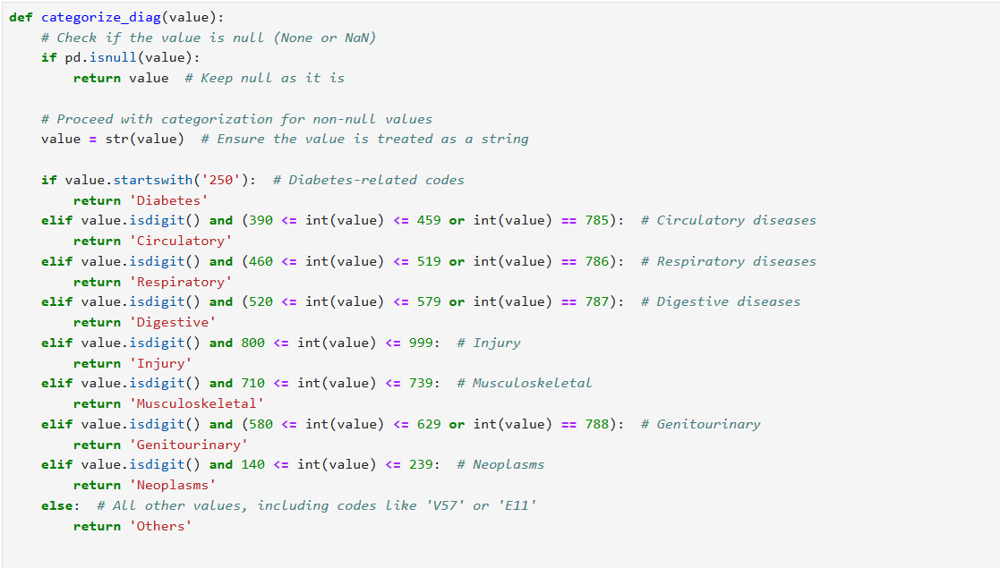 def categorize_diag(value):
    # Check if the value is null (None or NaN)
    if pd.isnull(value):
        return value  # Keep null as it is

    # Proceed with categorization for non-null values
    value = str(value)  # Ensure the value is treated as a string

    if value.startswith('250'):  # Diabetes-related codes
        return 'Diabetes'
    elif value.isdigit() and (390 <= int(value) <= 459 or int(value) == 785):  # Circulatory diseases
        return 'Circulatory'
    elif value.isdigit() and (460 <= int(value) <= 519 or int(value) == 786):  # Respiratory diseases
        return 'Respiratory'
    elif value.isdigit() and (520 <= int(value) <= 579 or int(value) == 787):  # Digestive diseases
        return 'Digestive'
    elif value.isdigit() and 800 <= int(value) <= 999:  # Injury
        return 'Injury'
    elif value.isdigit() and 710 <= int(value) <= 739:  # Musculoskeletal
        return 'Musculoskeletal'
    elif value.isdigit() and (580 <= int(value) <= 629 or int(value) == 788):  # Genitourinary
        return 'Genitourinary'
    elif value.isdigit() and 140 <= int(value) <= 239:  # Neoplasms
        return 'Neoplasms'
    else:  # All other values, including codes like 'V57' or 'E11'
        return 'Others'